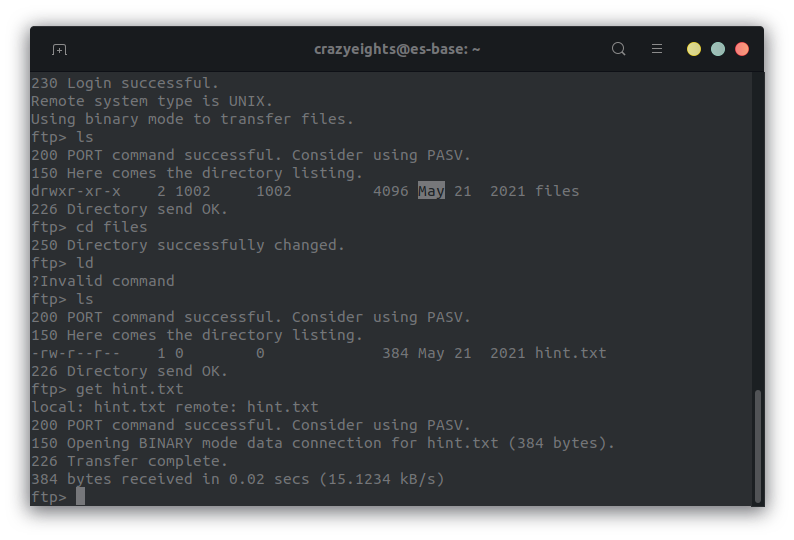 crazyeights@es-base: ~
230 Login successful.
Remote system type is UNIX.
Using binary mode to transfer files.
ftp> ls
200 PORT command successful. Consider using PASV.
150 Here comes the directory listing.
drwxr-xr-x    2 1002     1002         4096 May 21  2021 files
226 Directory send OK.
ftp> cd files
250 Directory successfully changed.
ftp> ld
?Invalid command
ftp> ls
200 PORT command successful. Consider using PASV.
150 Here comes the directory listing.
-rw-r--r--    1 0        0             384 May 21  2021 hint.txt
226 Directory send OK.
ftp> get hint.txt
local: hint.txt remote: hint.txt
200 PORT command successful. Consider using PASV.
150 Opening BINARY mode data connection for hint.txt (384 bytes).
226 Transfer complete.
384 bytes received in 0.02 secs (15.1234 kB/s)
ftp>